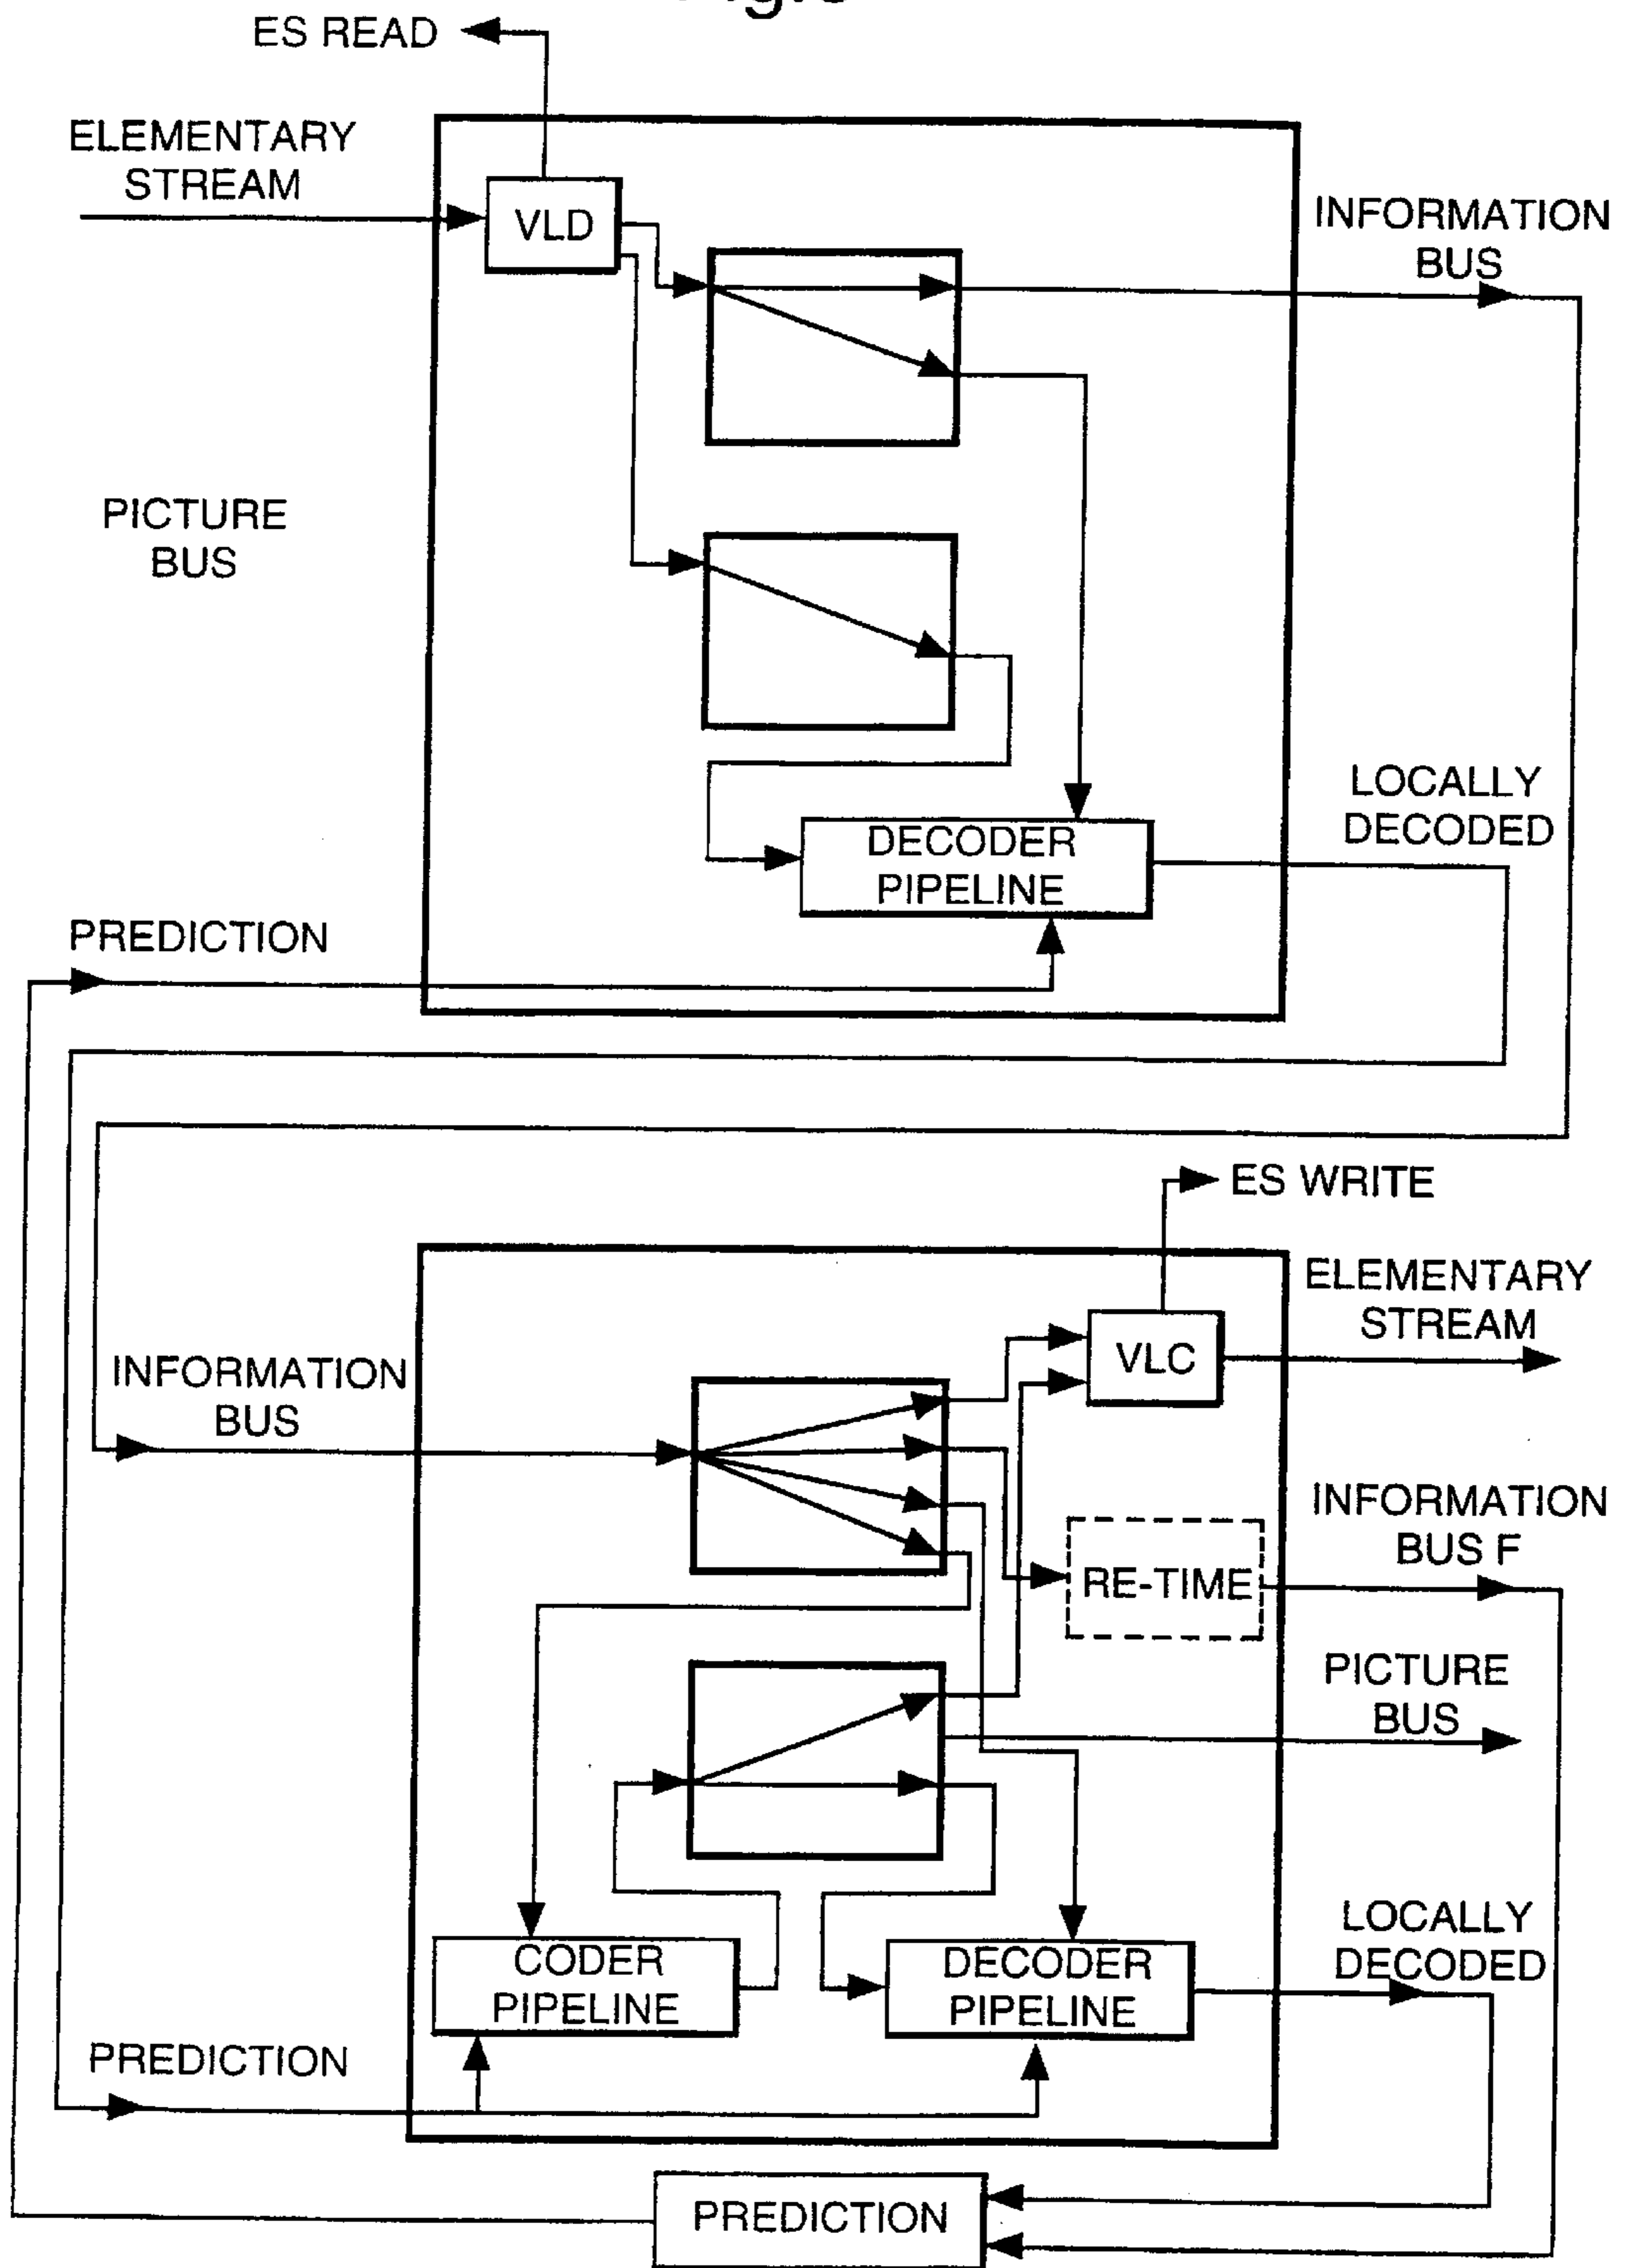 ES READ
ELEMENTARY
STREAM
VLD
INFORMATION
BUS
PICTURE
BUS
LOCALLY
DECODED
DECODER
PIPELINE
PREDICTION
ES WRITE
ELEMENTARY
STREAM
VLC
INFORMATION
BUS
INFORMATION
BUS F
RE-TIME
PICTURE
BUS
LOCALLY
DECODED
CODER
PIPELINE
DECODER
PIPELINE
PREDICTION
PREDICTION